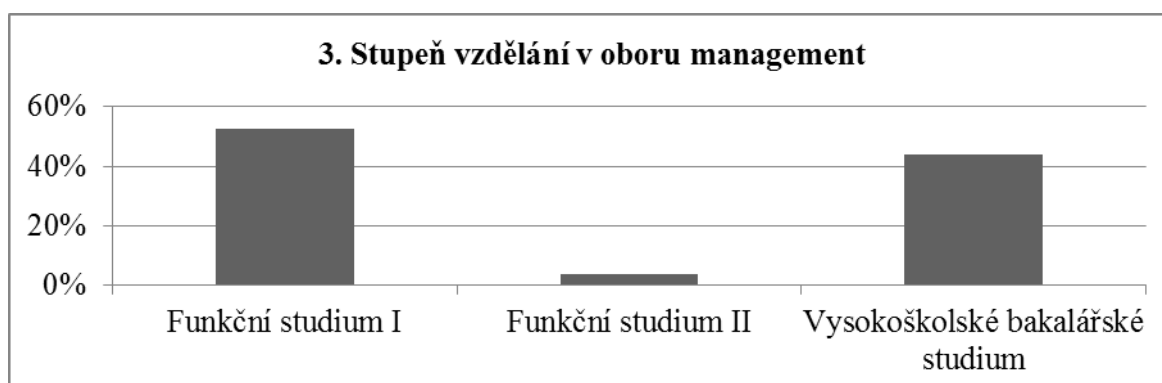 3. Stupeň vzdělání v oboru management
60%
40%
20%
0%
Funkční studium I
Funkční studium II
Vysokoškolské bakalářské
studium